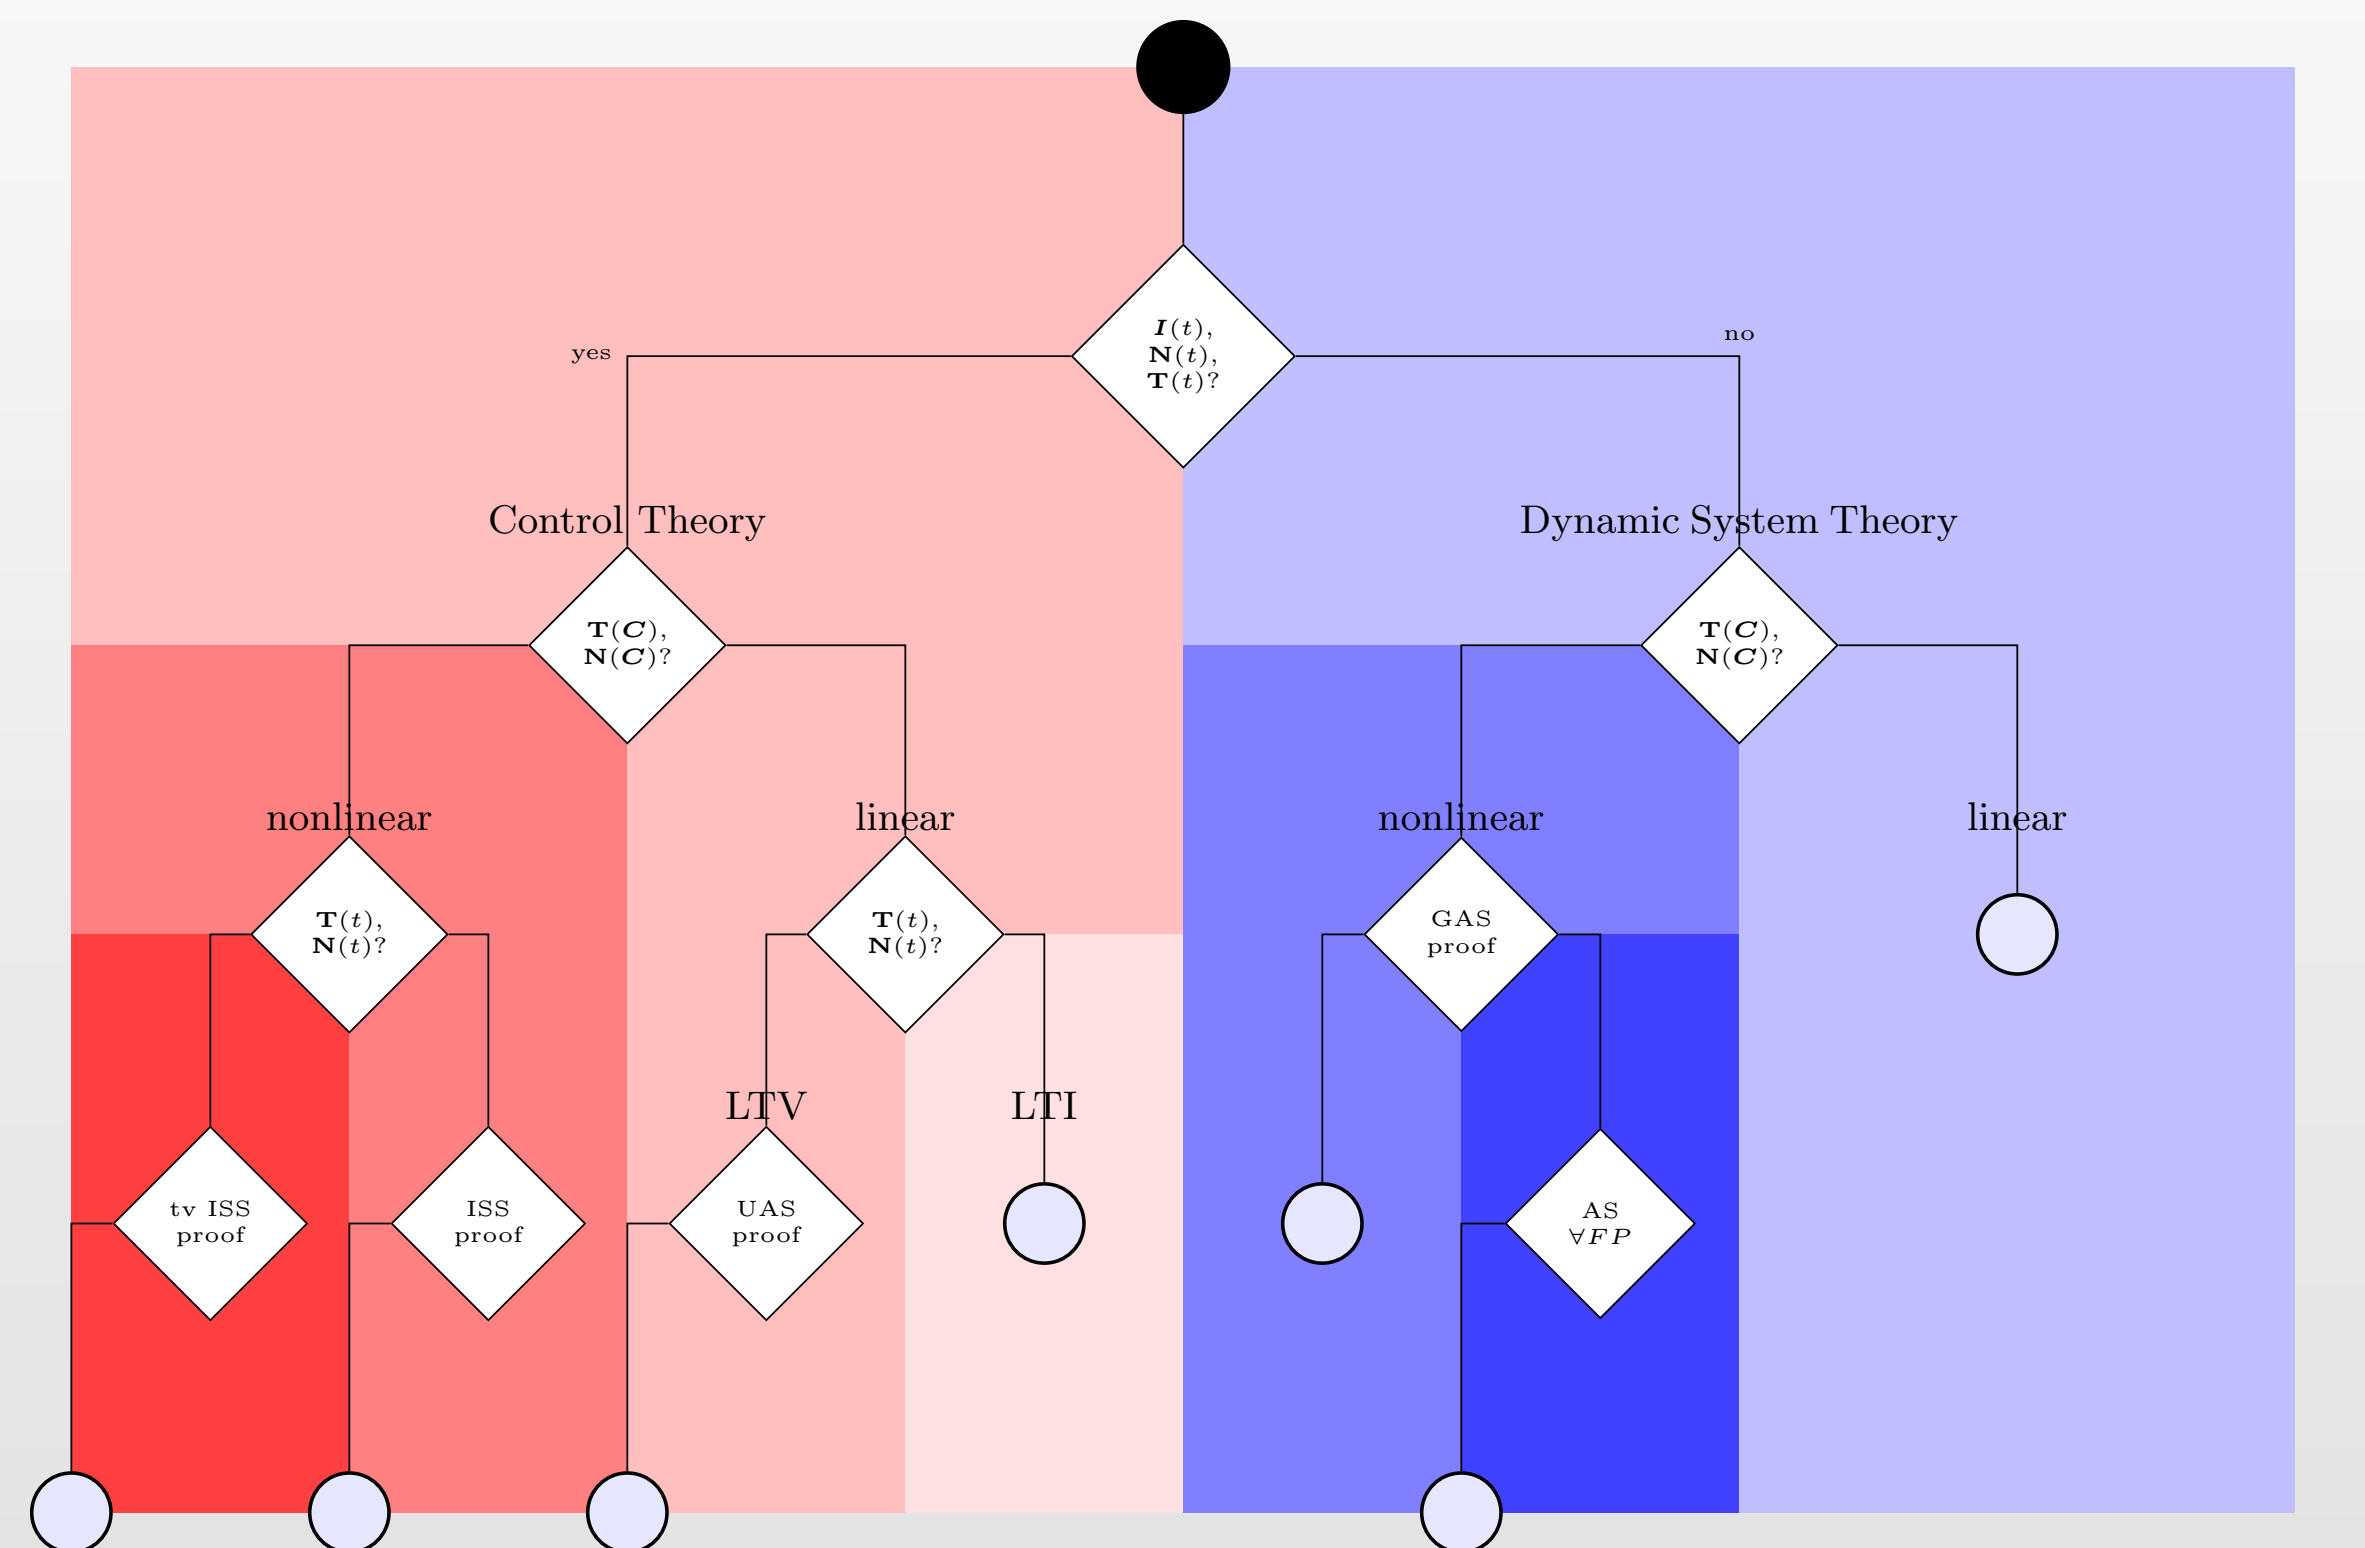 I(t),
N(t),
T(t)?
yes
no
Control Theory
Dynamic System Theory
T(C),
N(C)?
T(C),
N(C)?
nonlinear
linear
nonlinear
linear
T(t),
N(t)?
T(t),
N(t)?
GAS
proof
LTV
LTI
tv ISS
proof
ISS
proof
UAS
proof
AS
∀FP